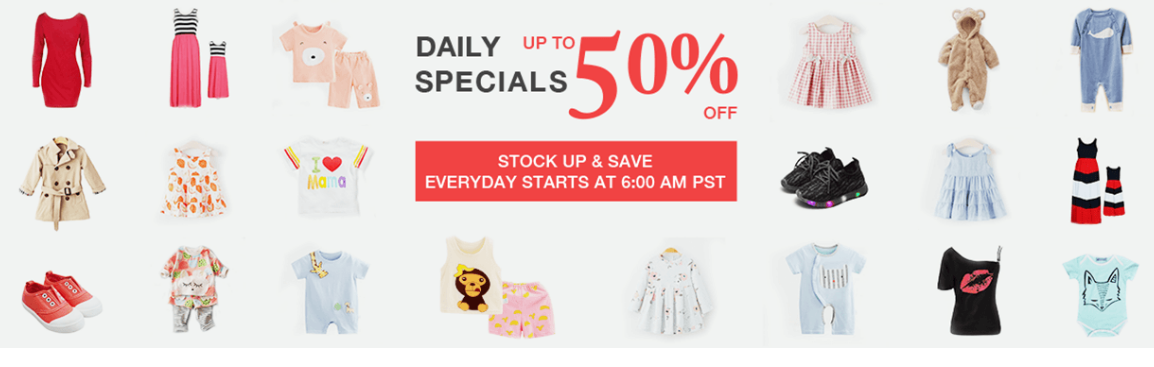 DAILY UP TO 50%
SPECIALS
OFF
STOCK UP & SAVE
EVERYDAY STARTS AT 6:00 AM PST
I
Mama